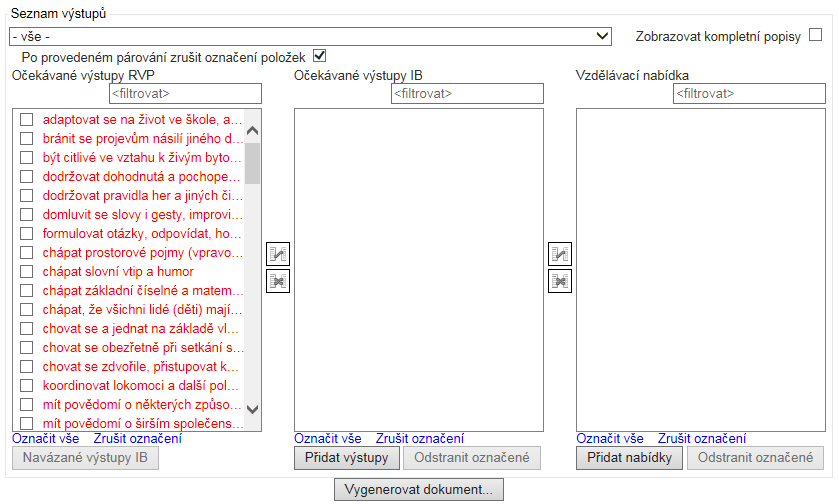 Seznam výstupů
- vše -
Zobrazovat kompletní popisy
Po provedeném párování zrušit označení položek
Očekávané výstupy RVP
Očekávané výstupy IB
Vzdělávací nabídka
<filtrovat>
<filtrovat>
<filtrovat>
adaptovat se na život ve škole, a...
bránit se projevům násilí jiného d...
být citlivé ve vztahu k živým byto...
dodržovat dohodnutá a pochope...
dodržovat pravidla her a jiných či...
domluvit se slovy i gesty, improvi...
formulovat otázky, odpovídat, ho...
chápat prostorové pojmy (vpravo...
chápat slovní vtip a humor
chápat základní číselné a matem...
chápat, že všichni lidé (děti) mají...
chovat se a jednat na základě vl...
chovat se obezřetně při setkání s...
chovat se zdvořile, přistupovat k...
koordinovat lokomoci a další pol...
mít povědomí o některých způso...
mít povědomí o širším společens...
Označit vše Zrušit označení
Označit vše Zrušit označení
Označit vše Zrušit označení
Navázané výstupy IB
Přidat výstupy
Odstranit označené
Přidat nabídky
Odstranit označené
Vygenerovat dokument...